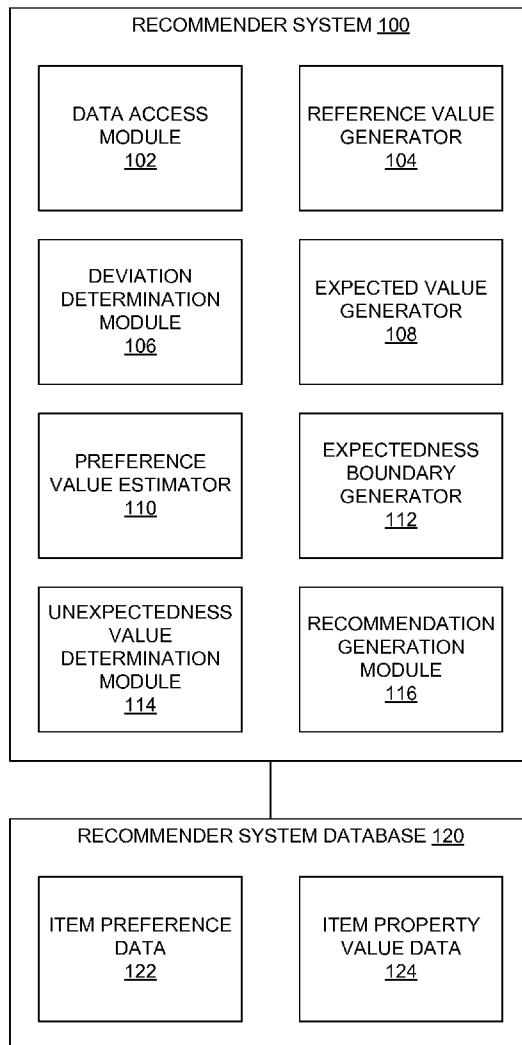 RECOMMENDER SYSTEM 100
DATA ACCESS
MODULE
102
REFERENCE VALUE
GENERATOR
104
DEVIATION
DETERMINATION
MODULE
106
EXPECTED VALUE
GENERATOR
108
PREFERENCE
VALUE ESTIMATOR
110
EXPECTEDNESS
BOUNDARY
GENERATOR
112
UNEXPECTEDNESS
VALUE
DETERMINATION
MODULE
114
RECOMMENDATION
GENERATION
MODULE
116
RECOMMENDER SYSTEM DATABASE 120
ITEM PREFERENCE
DATA
122
ITEM PROPERTY
VALUE DATA
124